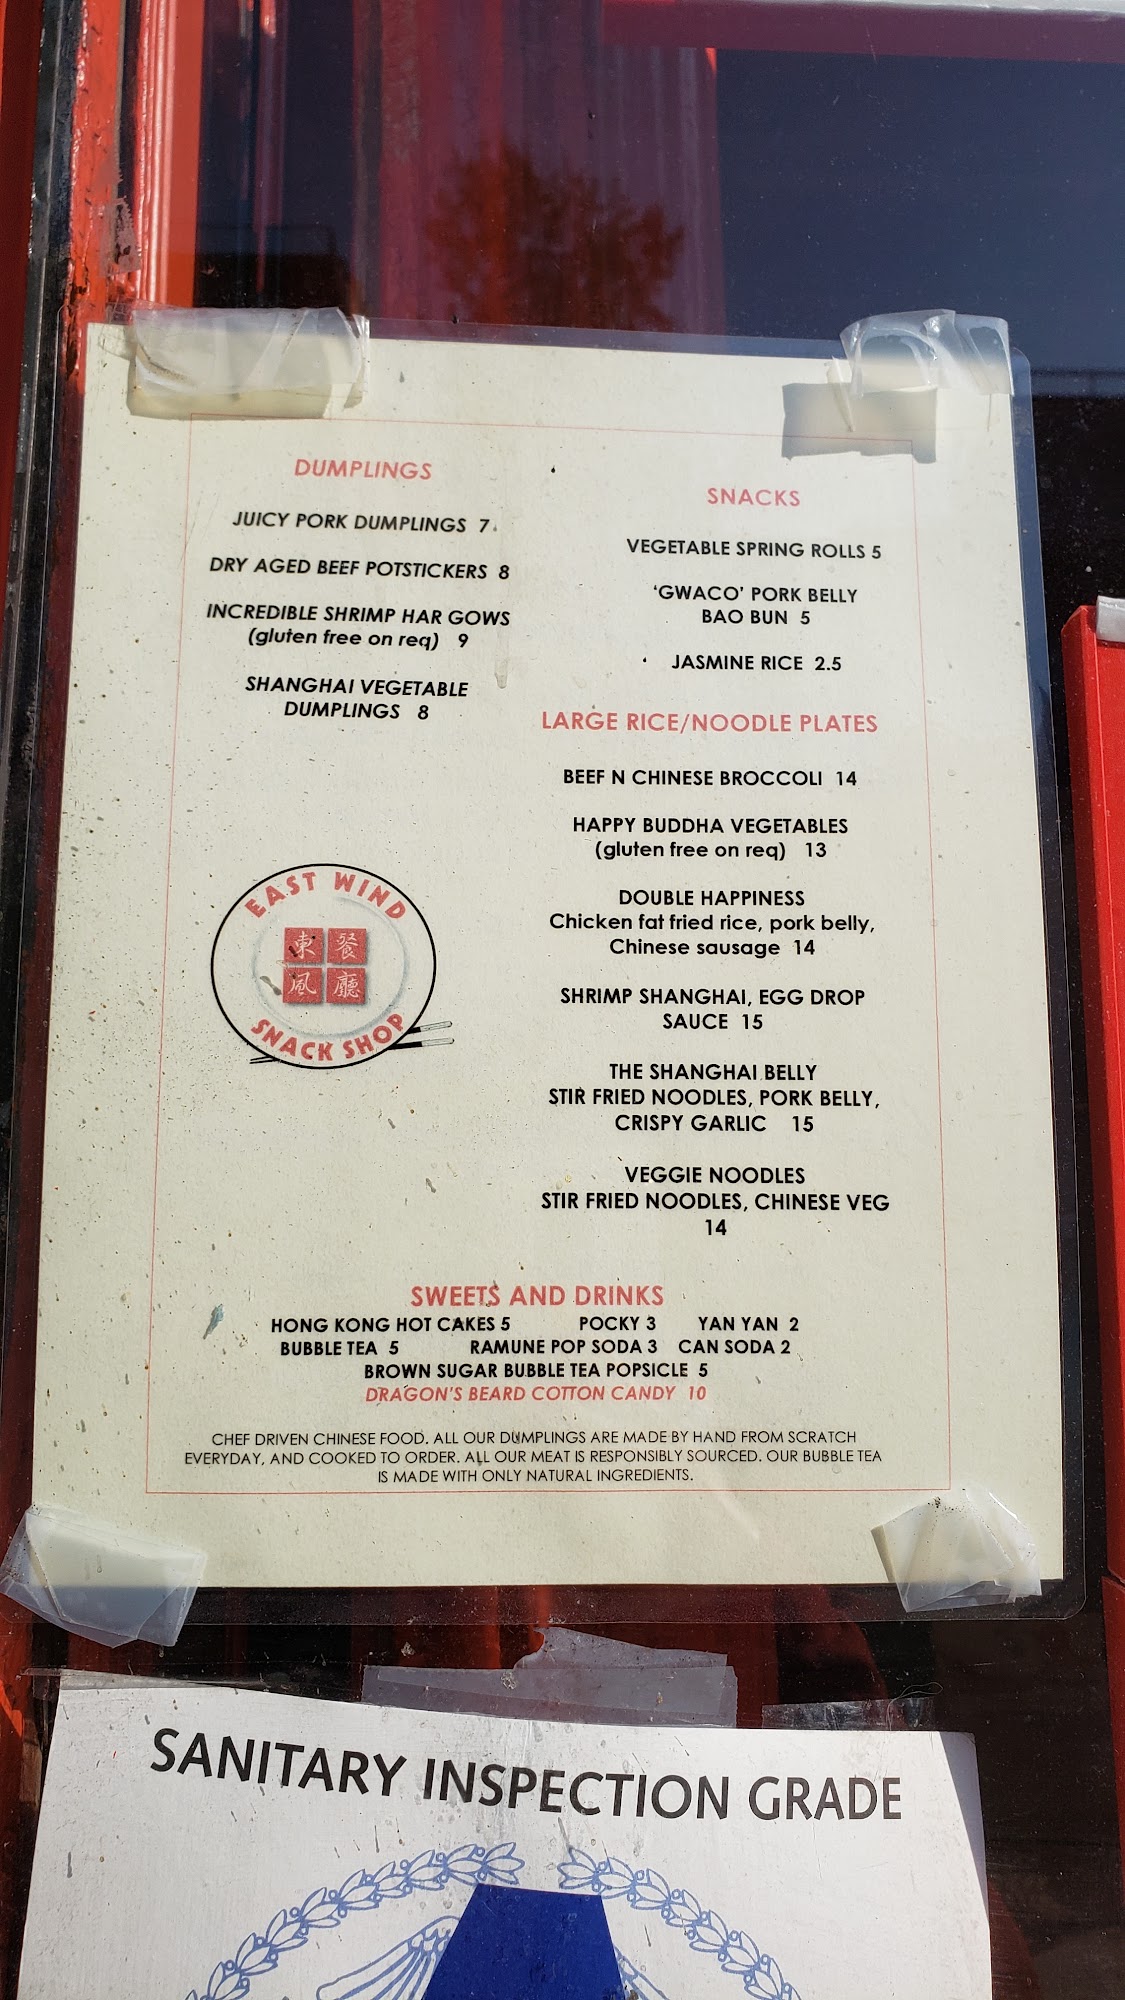 DUMPLINGS
JUICY PORK DUMPLINGS 7
DRY AGED BEEF POTSTICKERS 8
INCREDIBLE SHRIMP HAR GOWS
(gluten free on req) 9
SHANGHAI VEGETABLE
DUMPLINGS 8
SNACKS
VEGETABLE SPRING ROLLS 5
‘GWACO’ PORK BELLY
BAO BUN 5
JASMINE RICE 2.5
LARGE RICE/NOODLE PLATES
BEEF N CHINESE BROCCOLI 14
HAPPY BUDDHA VEGETABLES
(gluten free on req) 13
DOUBLE HAPPINESS
Chicken fat fried rice, pork belly,
Chinese sausage 14
SHRIMP SHANGHAI, EGG DROP
SAUCE 15
THE SHANGHAI BELLY
STIR FRIED NOODLES, PORK BELLY,
CRISPY GARLIC 15
VEGGIE NOODLES
STIR FRIED NOODLES, CHINESE VEG
14
EAST WIND
東餐
風廳
SNACK SHOP
SWEETS AND DRINKS
HONG KONG HOT CAKES 5 POCKY 3 YAN YAN 2
BUBBLE TEA 5 RAMUNE POP SODA 3 CAN SODA 2
BROWN SUGAR BUBBLE TEA POPSICLE 5
DRAGON'S BEARD COTTON CANDY 10
CHEF DRIVEN CHINESE FOOD. ALL OUR DUMPLINGS ARE MADE BY HAND FROM SCRATCH
EVERYDAY, AND COOKED TO ORDER. ALL OUR MEAT IS RESPONSIBLY SOURCED. OUR BUBBLE TEA
IS MADE WITH ONLY NATURAL INGREDIENTS.
SANITARY INSPECTION GRADE